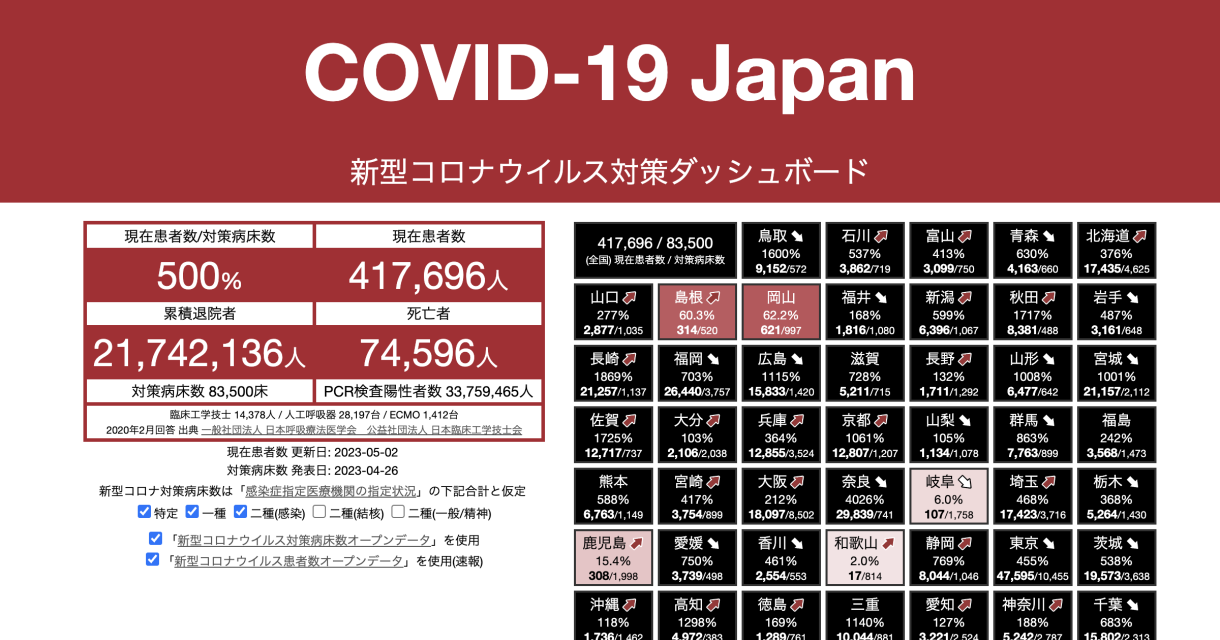 COVID-19 Japan
新型コロナウイルス対策ダッシュボード
現在患者数/対策病床数
現在患者数
500%
417,696人
累積退院者
死亡者
21,742,136人
74,596人
対策病床数 83,500床
PCR検査陽性者数 33,759,465人
臨床工学技士 14,378人 / 人工呼吸器 28,197台 / ECMO 1,412台
2020年2月回答 出典 一般社団法人 日本呼吸療法医学会 公益社団法人 日本臨床工学技士会
現在患者数 更新日: 2023-05-02
対策病床数 発表日: 2023-04-26
新型コロナ対策病床数は「感染症指定医療機関の指定状況」の下記合計と仮定
特定 一種 二種(感染) 二種(結核) 二種(一般/精神)
「新型コロナウイルス対策病床数オープンデータ」を使用
「新型コロナウイルス患者数オープンデータ」を使用(速報)
417,696 / 83,500
(全国) 現在患者数 / 対策病床数
鳥取
1600%
9,152/572
石川
537%
3,862/719
富山
413%
3,099/750
青森
630%
4,163/660
北海道
376%
17,435/4,625
山口
277%
2,877/1,035
島根
60.3%
314/520
岡山
62.2%
621/997
福井
168%
1,816/1,080
新潟
599%
6,396/1,067
秋田
1717%
8,381/488
岩手
487%
3,161/648
長崎
1869%
21,257/1,137
福岡
703%
26,440/3,757
広島
1115%
15,833/1,420
滋賀
728%
5,211/715
長野
132%
1,711/1,292
山形
1008%
6,477/642
宮城
1001%
21,157/2,112
佐賀
1725%
12,717/737
大分
103%
2,106/2,038
兵庫
364%
12,855/3,524
京都
1061%
12,807/1,207
山梨
105%
1,134/1,078
群馬
863%
7,763/899
福島
242%
3,568/1,473
熊本
588%
6,763/1,149
宮崎
417%
3,754/899
大阪
212%
18,097/8,502
奈良
4026%
29,839/741
岐阜
6.0%
107/1,758
埼玉
468%
17,423/3,716
栃木
368%
5,264/1,430
鹿児島
15.4%
308/1,998
愛媛
750%
3,739/498
香川
461%
2,554/553
和歌山
2.0%
17/814
静岡
769%
8,044/1,046
東京
455%
47,595/10,455
茨城
538%
19,573/3,638
沖縄
118%
1,736/1,462
高知
1298%
4,972/383
徳島
169%
1,289/761
三重
1140%
10,044/881
愛知
127%
3,221/2,524
神奈川
188%
5,242/2,787
千葉
683%
15,802/2,313